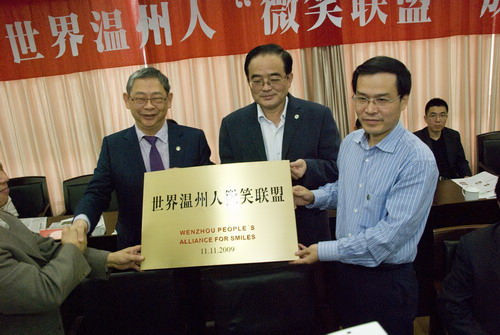 世界温州人“微笑联盟”成
世界温州人微笑联盟
WENZHOU PEOPLE'S
ALLIANCE FOR SMILES
11.11.2009